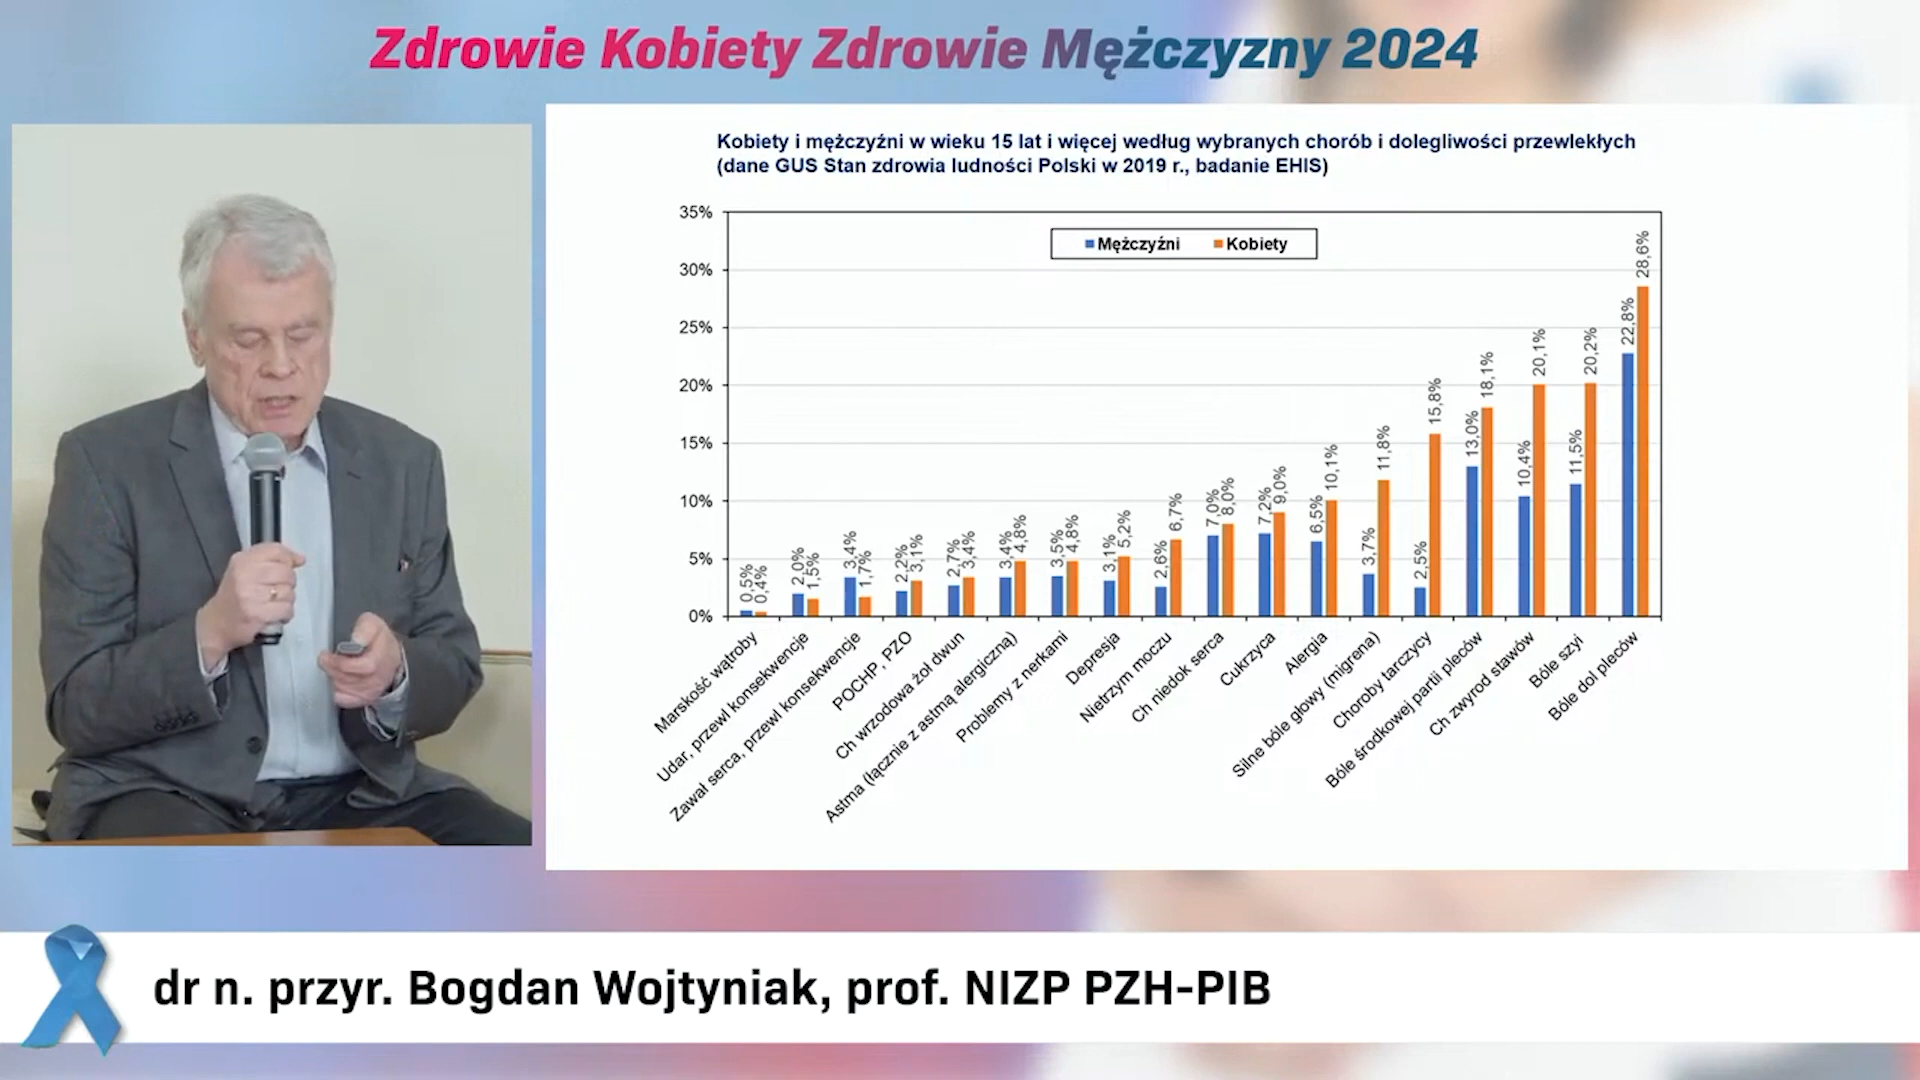 Zdrowie Kobiety Zdrowie Mężczyzny 2024
Kobiety i mężczyźni w wieku 15 lat i więcej według wybranych chorób i dolegliwości przewlekłych
(dane GUS Stan zdrowia ludności Polski w 2019 r., badanie EHIS)
Mężczyźni Kobiety
35%
30%
25%
20%
15%
10%
5%
0%
0,5% 0,4%
2,0% 1,5%
3,4% 1,7%
2,2% 3,1%
2,7% 3,4%
3,4% 4,8%
3,5% 4,8%
3,1% 5,2%
2,6% 6,7%
7,0% 8,0%
7,2% 9,0%
6,5% 10,1%
3,7% 11,8%
2,5% 15,8%
13,0% 18,1%
10,4% 20,1%
11,5% 20,2%
22,8% 28,6%
Marskość wątroby
Udar, przewl konsekwencje
Zawał serca, przewl konsekwencje
POCHP, PZO
Ch wrzodowa żoł dwun
Astma (łącznie z astmą alergiczną)
Problemy z nerkami
Depresja
Nietrzym moczu
Ch niedok serca
Cukrzyca
Alergia
Silne bóle głowy (migrena)
Choroby tarczycy
Bóle środkowej partii pleców
Ch zwyrod stawów
Bóle szyi
Bóle dol pleców
dr n. przyr. Bogdan Wojtyniak, prof. NIZP PZH-PIB